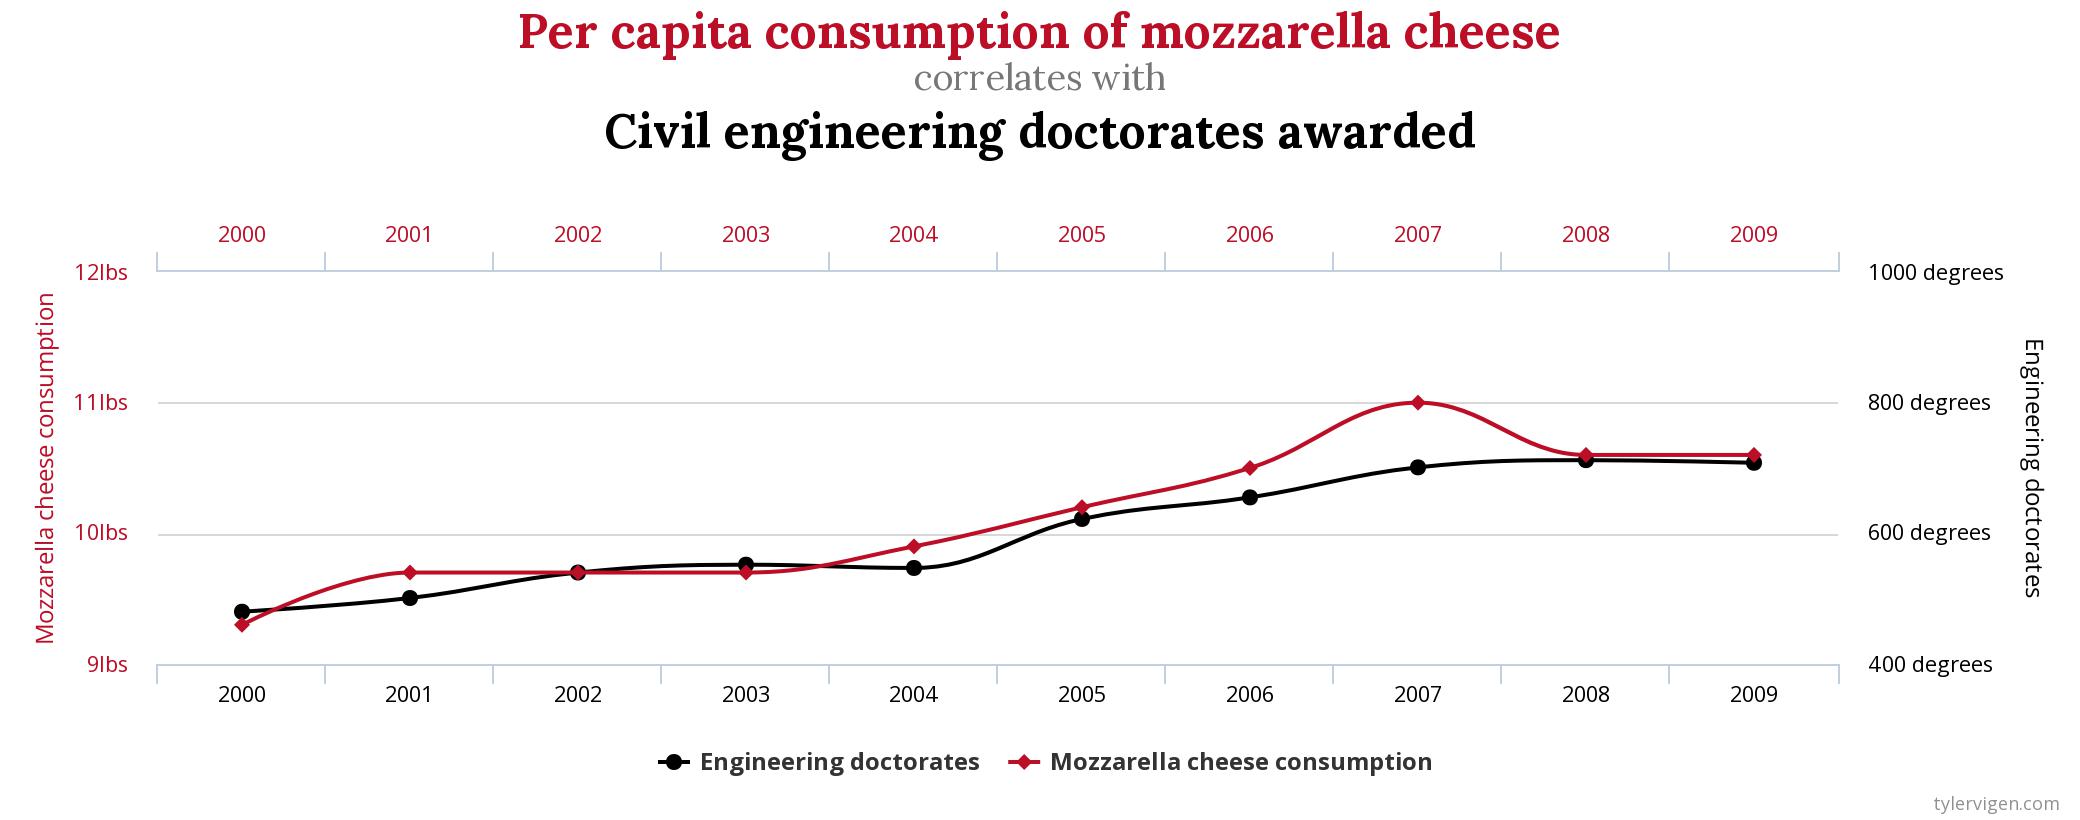 Per capita consumption of mozzarella cheese
correlates with
Civil engineering doctorates awarded
2000 2001 2002 2003 2004 2005 2006 2007 2008 2009
12lbs 1000 degrees
Mozzarella cheese consumption
Engineering doctorates
11lbs 800 degrees
10lbs 600 degrees
9lbs 400 degrees
2000 2001 2002 2003 2004 2005 2006 2007 2008 2009
Engineering doctorates Mozzarella cheese consumption
tylervigen.com